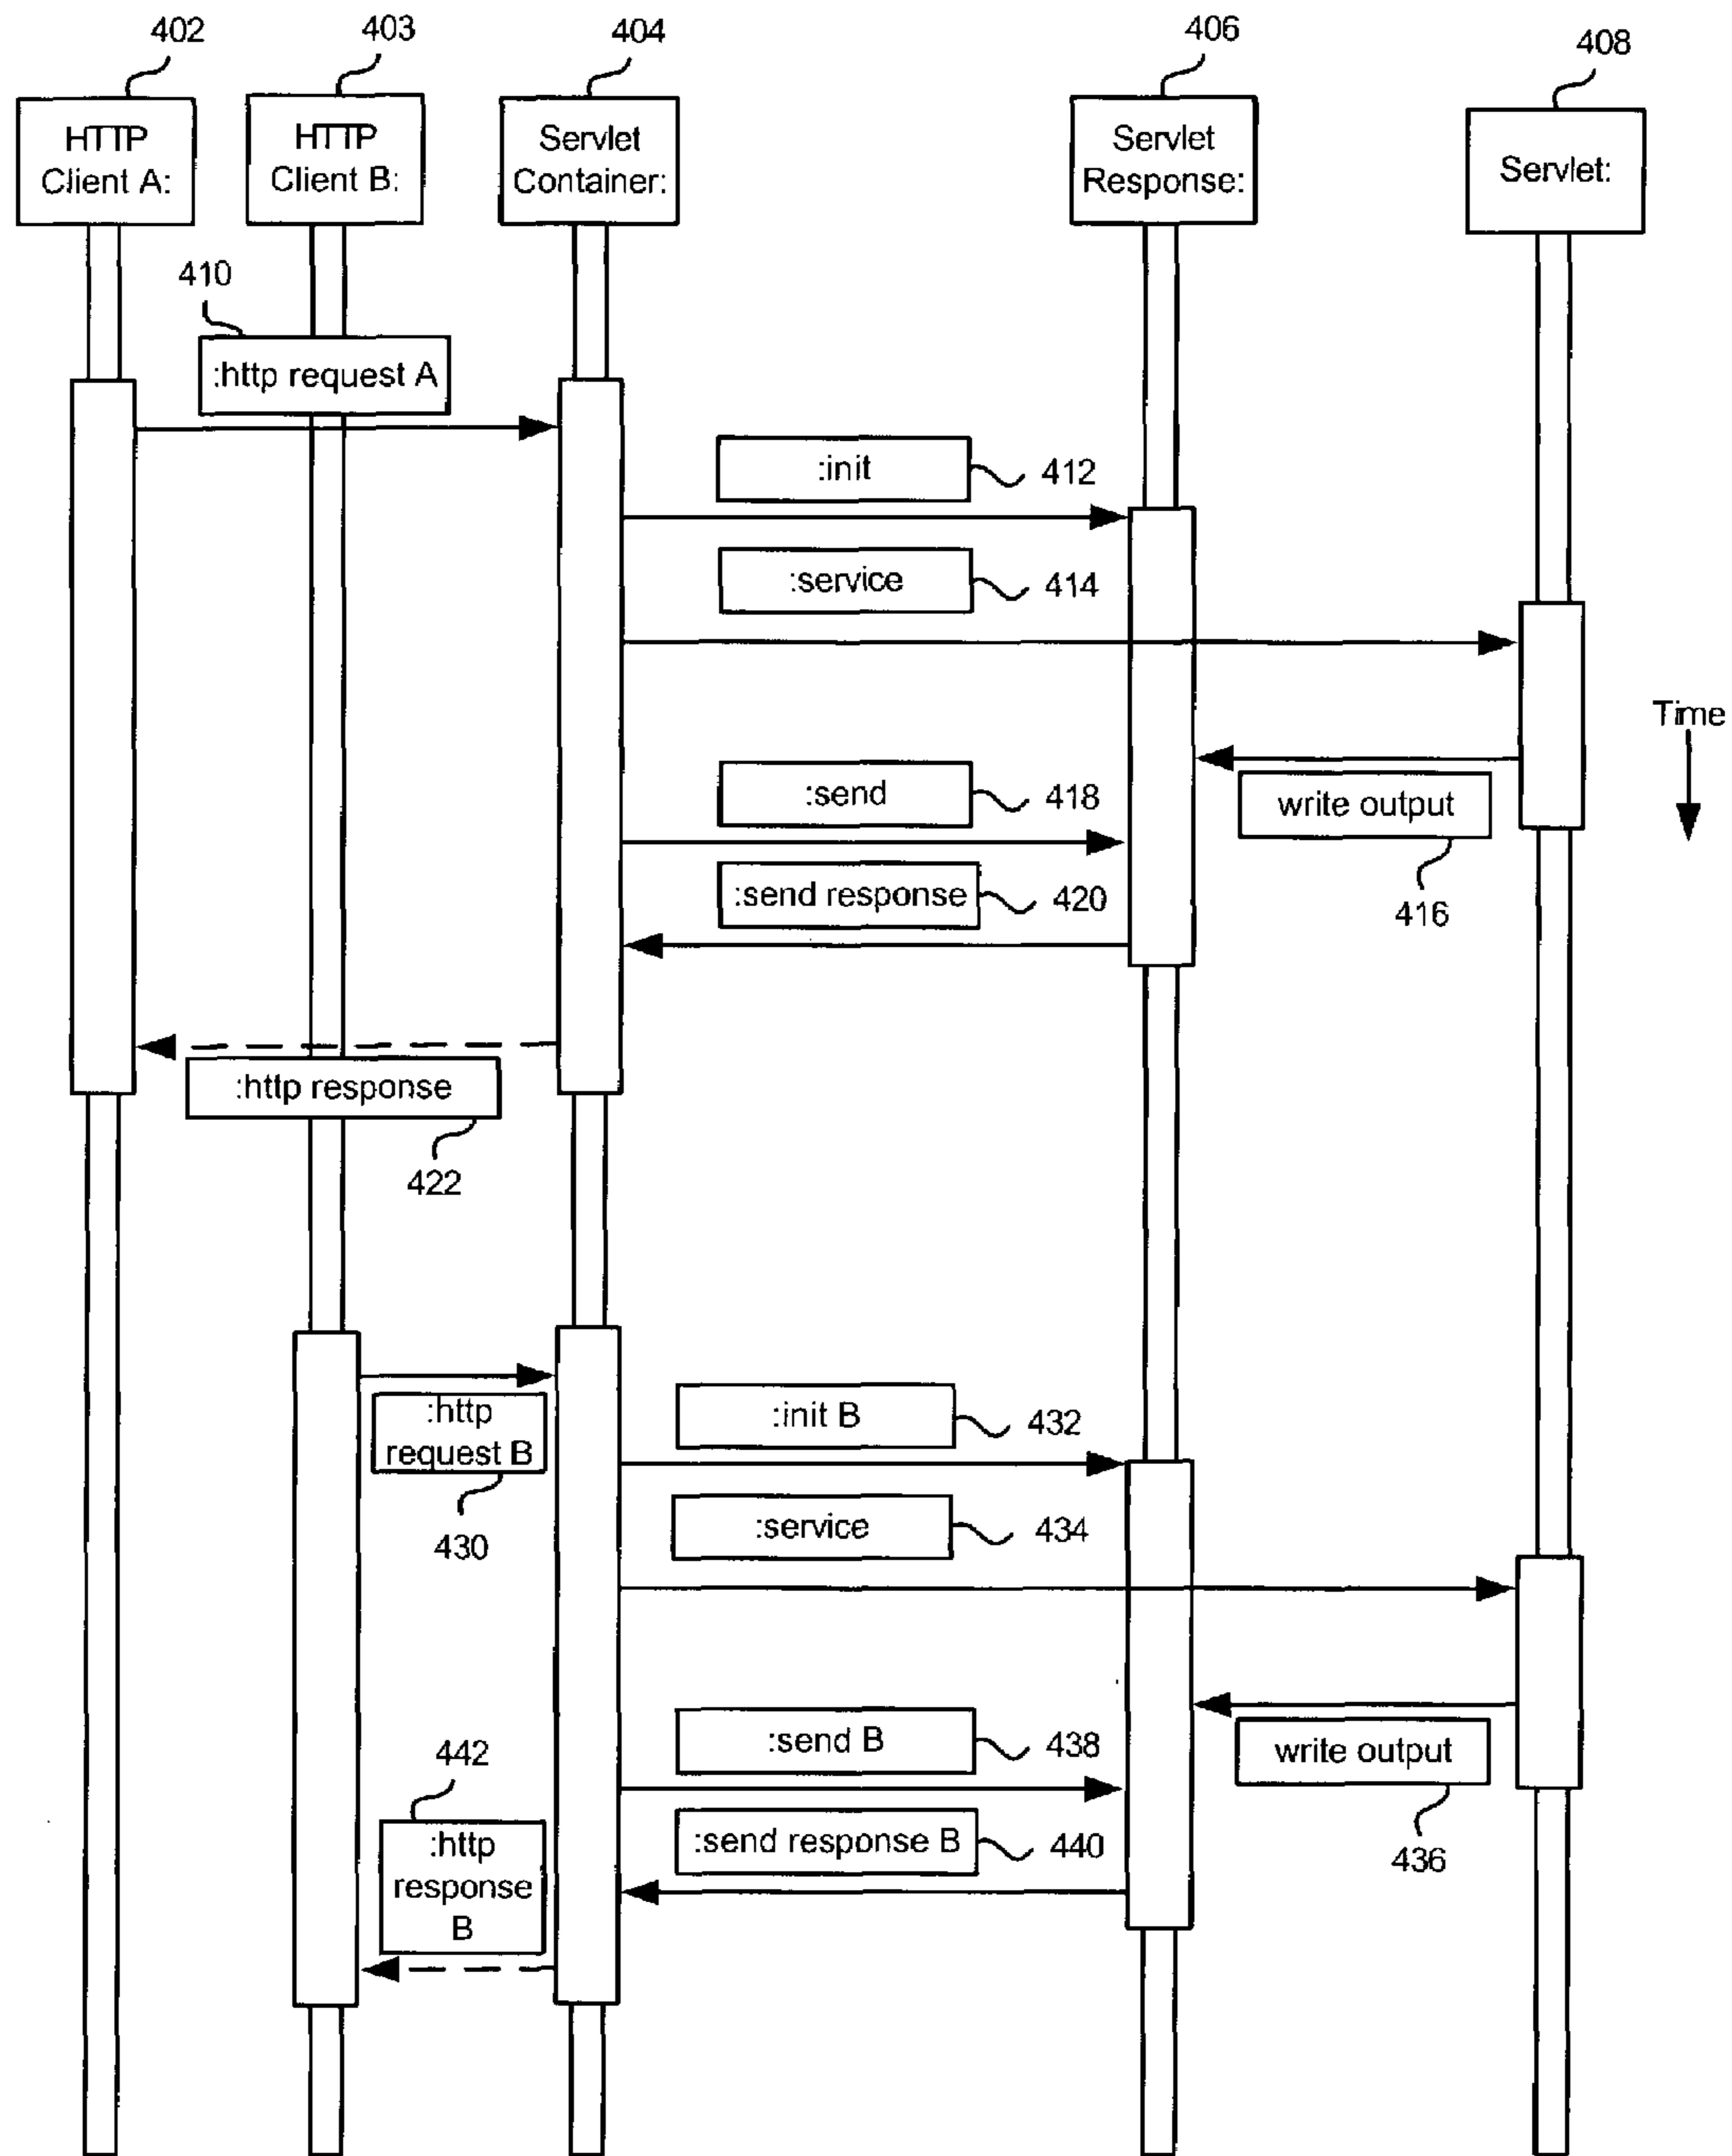 402
403
404
406
408
HTTP
Client A:
HTTP
Client B:
Servlet
Container:
Servlet
Response:
Servlet:
410
:http request A
:init
412
:service
414
Time
:send
418
write output
416
:send response
420
:http response
422
:http
request B
430
:init B
432
:service
434
:send B
438
write output
436
442
:http
response
B
:send response B
440